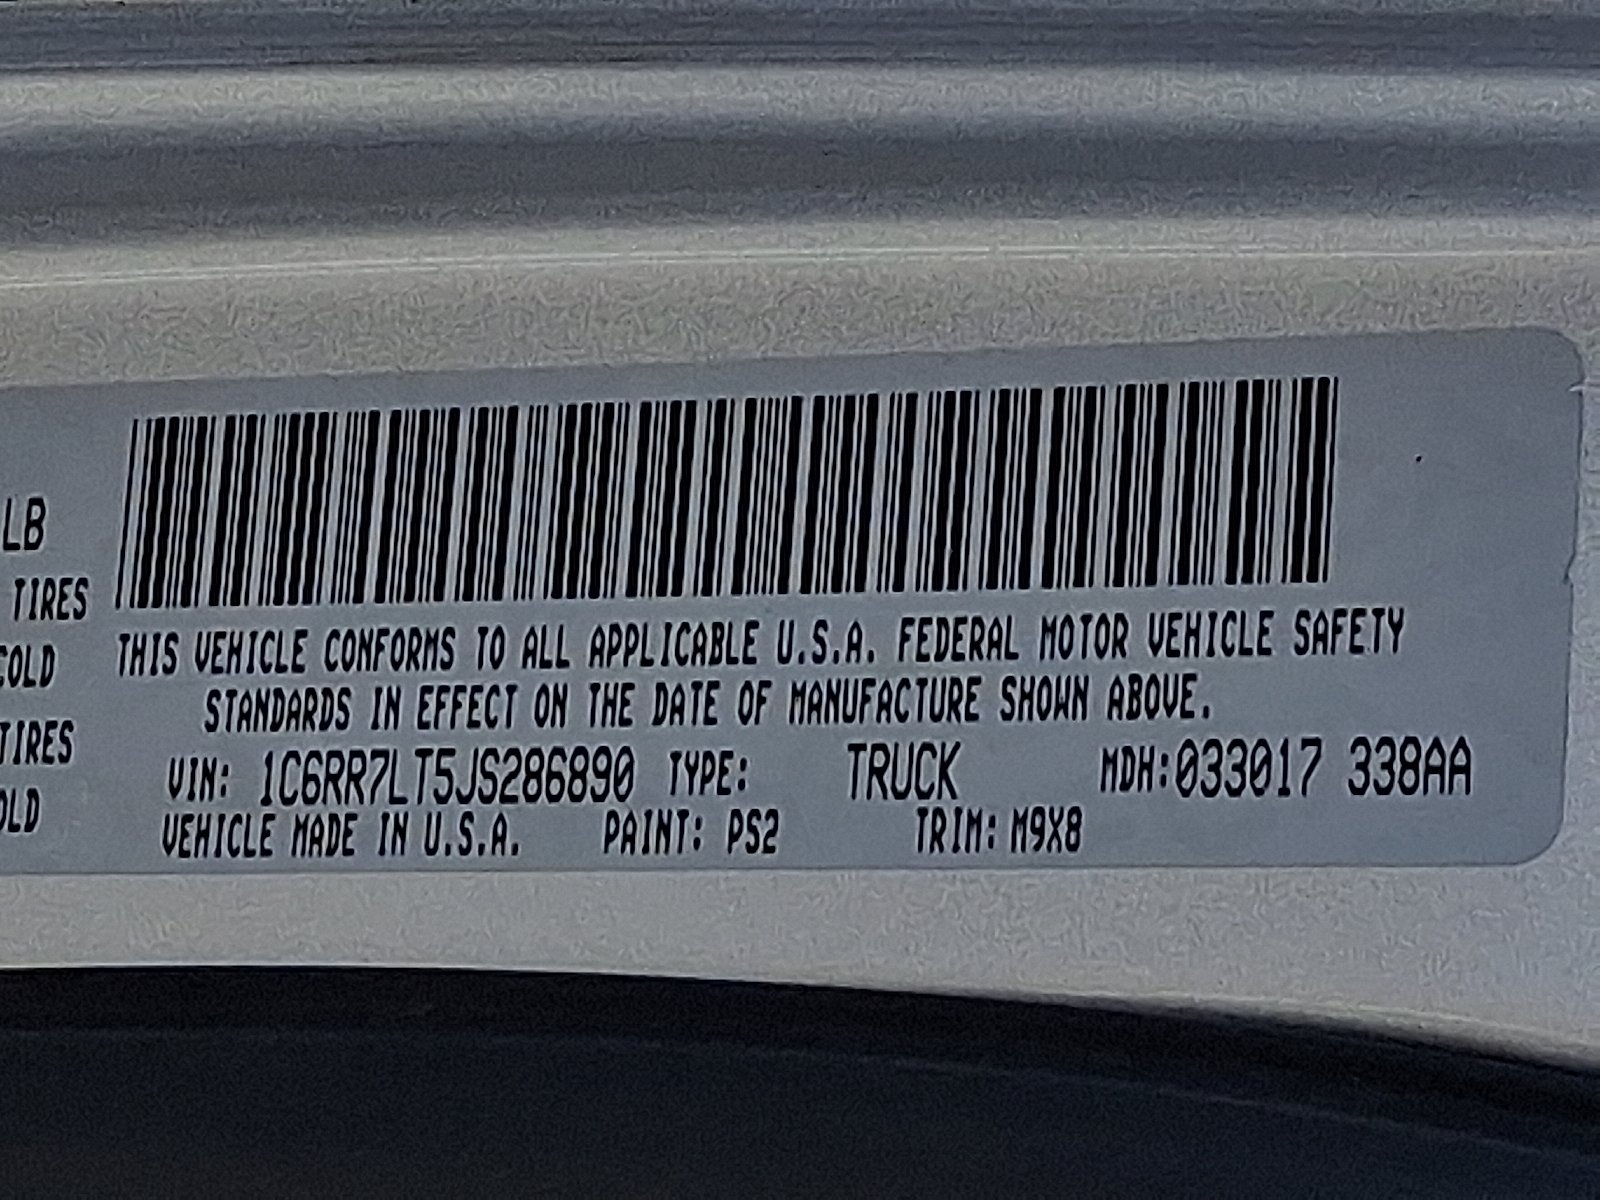 LB
TIRES
COLD
THIS VEHICLE CONFORMS TO ALL APPLICABLE U.S.A. FEDERAL MOTOR VEHICLE SAFETY
STANDARDS IN EFFECT ON THE DATE OF MANUFACTURE SHOWN ABOVE.
TIRES
VIN: 1C6RR7LT5JS286890 TYPE: TRUCK MDH:033017 338AA
OLD
VEHICLE MADE IN U.S.A. PAINT: PS2 TRIM: M9X8